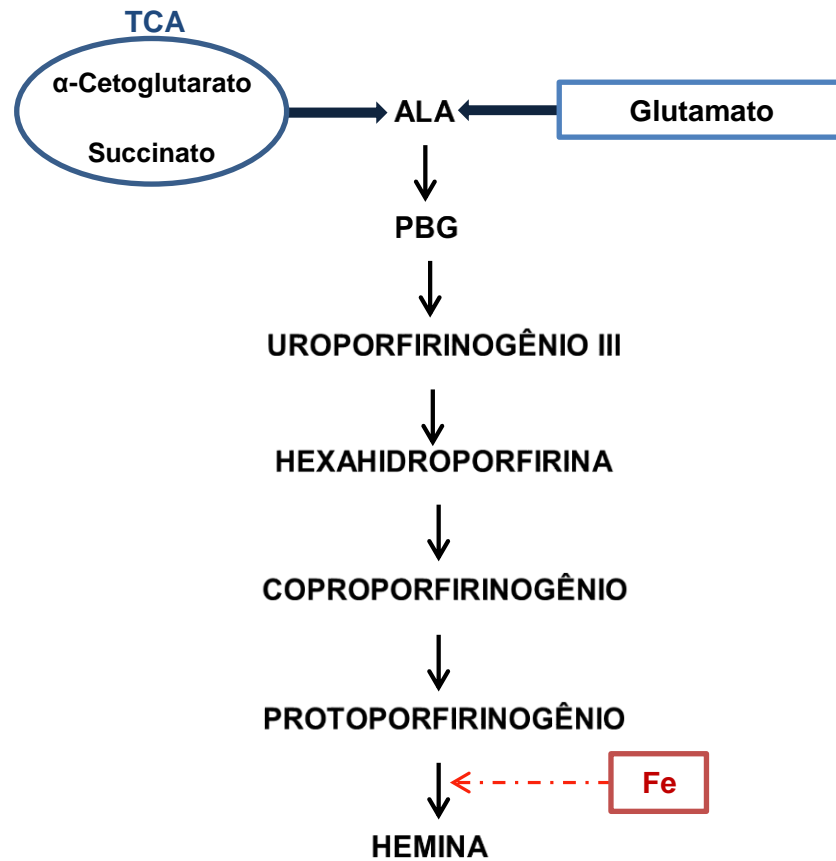 TCA
α-Cetoglutarato
Succinato
ALA
Glutamato
PBG
UROPORFIRINOGÊNIO III
HEXAHIDROPORFIRINA
COPROPORFIRINOGÊNIO
PROTOPORFIRINOGÊNIO
Fe
HEMINA